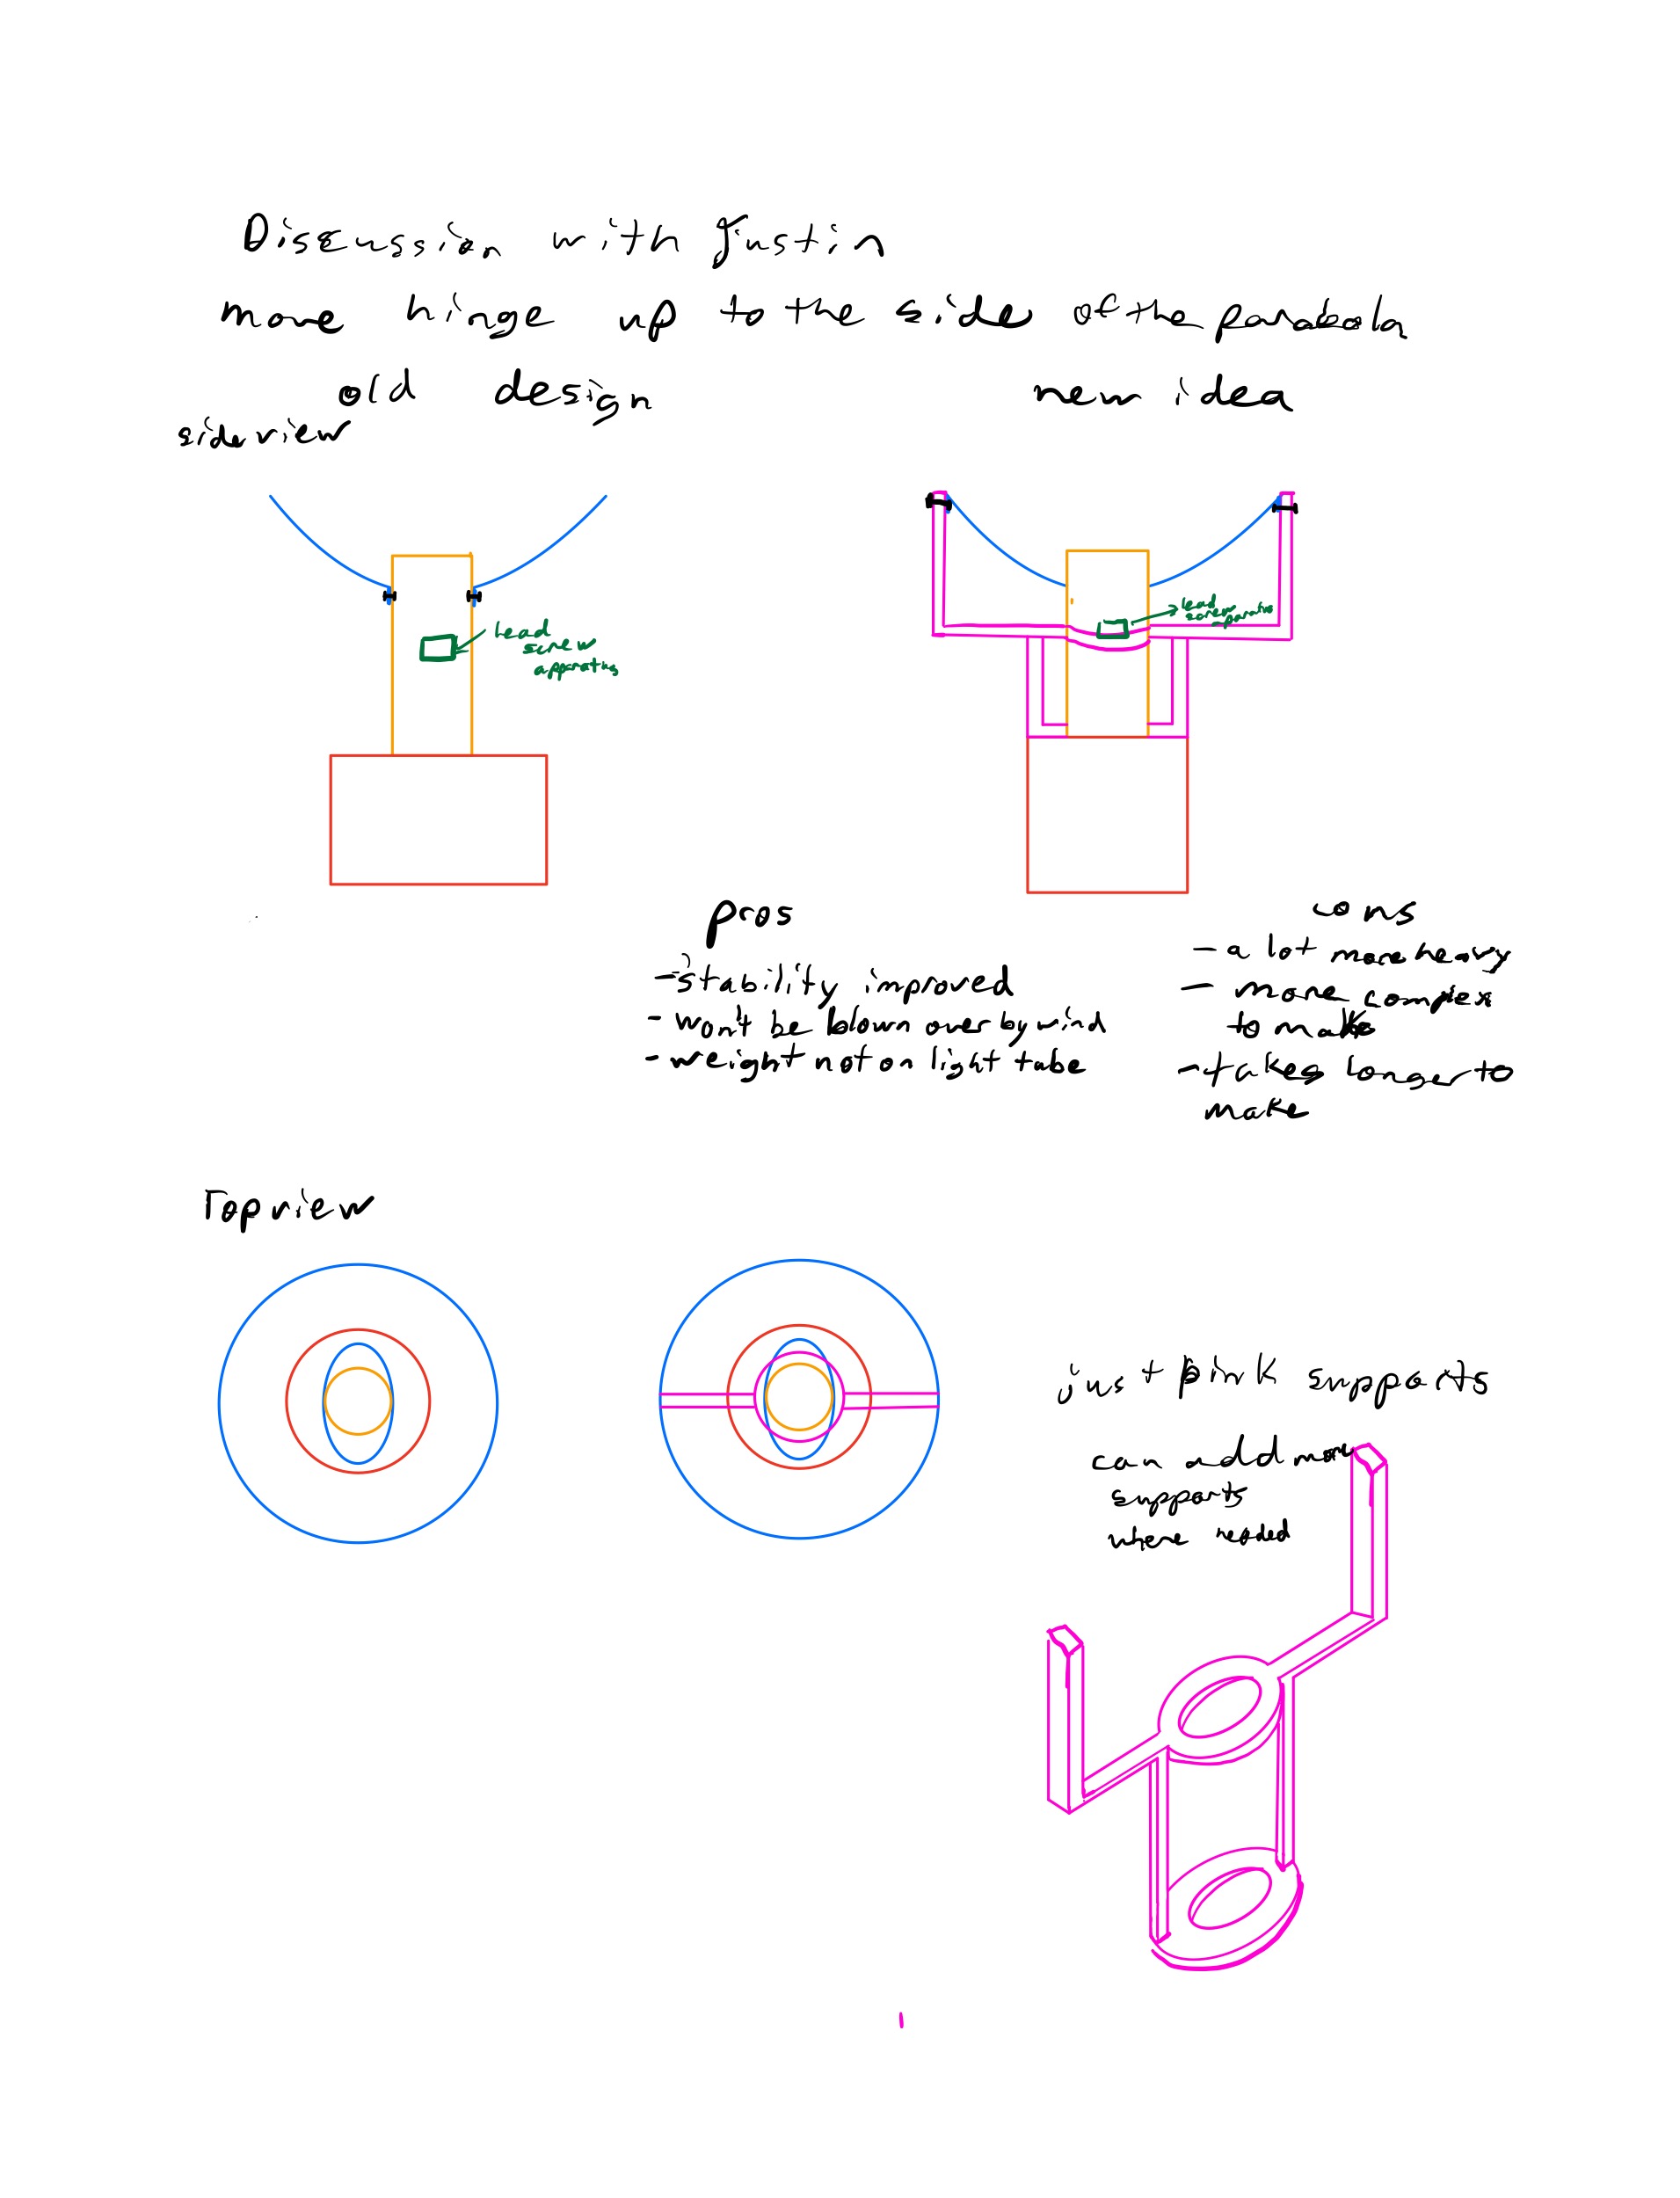 Discussion with Justin
move hinge up to the side of the parabola
old design
new idea
side view
lead
screw
apparatus
lead
screw
apparatus
pros
- stability improved
- won't be blown over by wind
- weight not on light tube
cons
- a lot more heavy
- more complex
to make
- takes longer to
make
Top view
just pink supports
can add more
supports
where needed